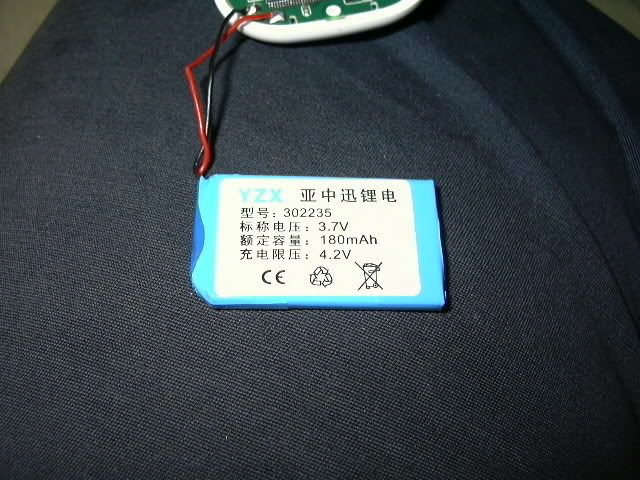 YZX 亚中迅锂电
型号：302235
标称电压：3.7V
额定容量：180mAh
充电限压：4.2V
CE